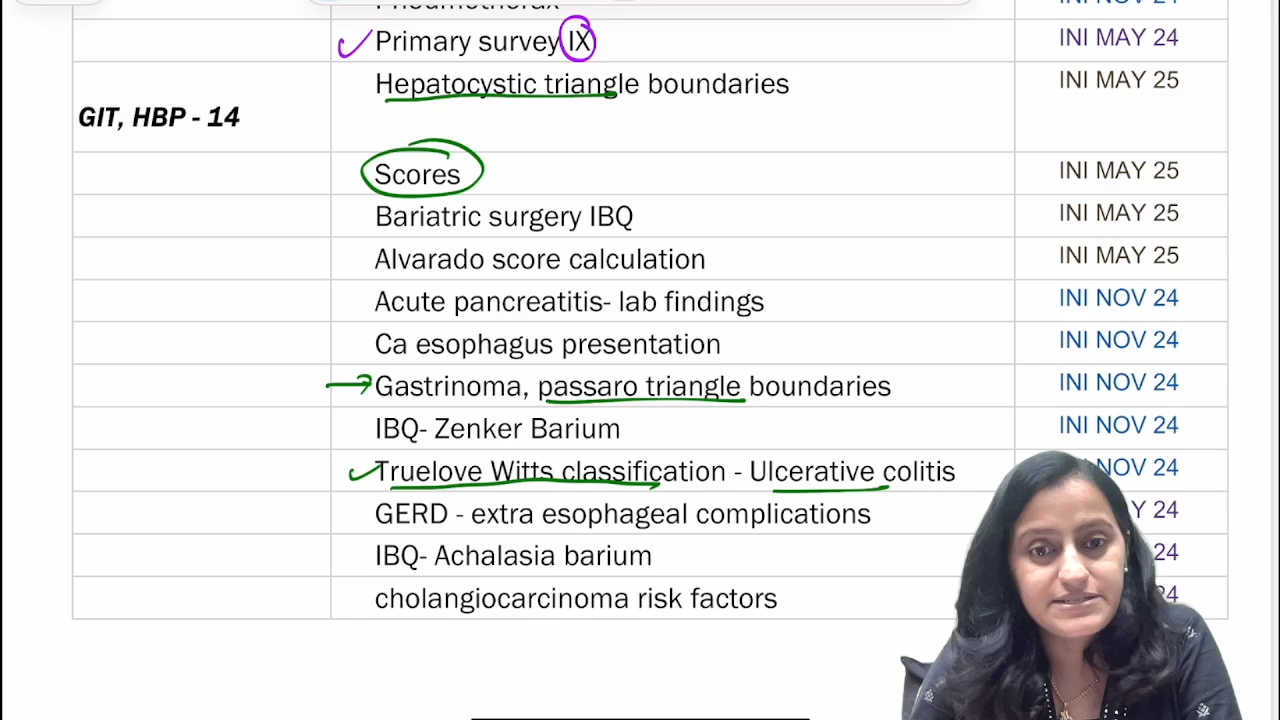 Primary survey IX INI MAY 24
Hepatocystic triangle boundaries INI MAY 25
GIT, HBP - 14
Scores INI MAY 25
Bariatric surgery IBQ INI MAY 25
Alvarado score calculation INI MAY 25
Acute pancreatitis- lab findings INI NOV 24
Ca esophagus presentation INI NOV 24
Gastrinoma, passaro triangle boundaries INI NOV 24
IBQ- Zenker Barium INI NOV 24
Truelove Witts classification - Ulcerative colitis NOV 24
GERD - extra esophageal complications 24
IBQ- Achalasia barium 24
cholangiocarcinoma risk factors 24